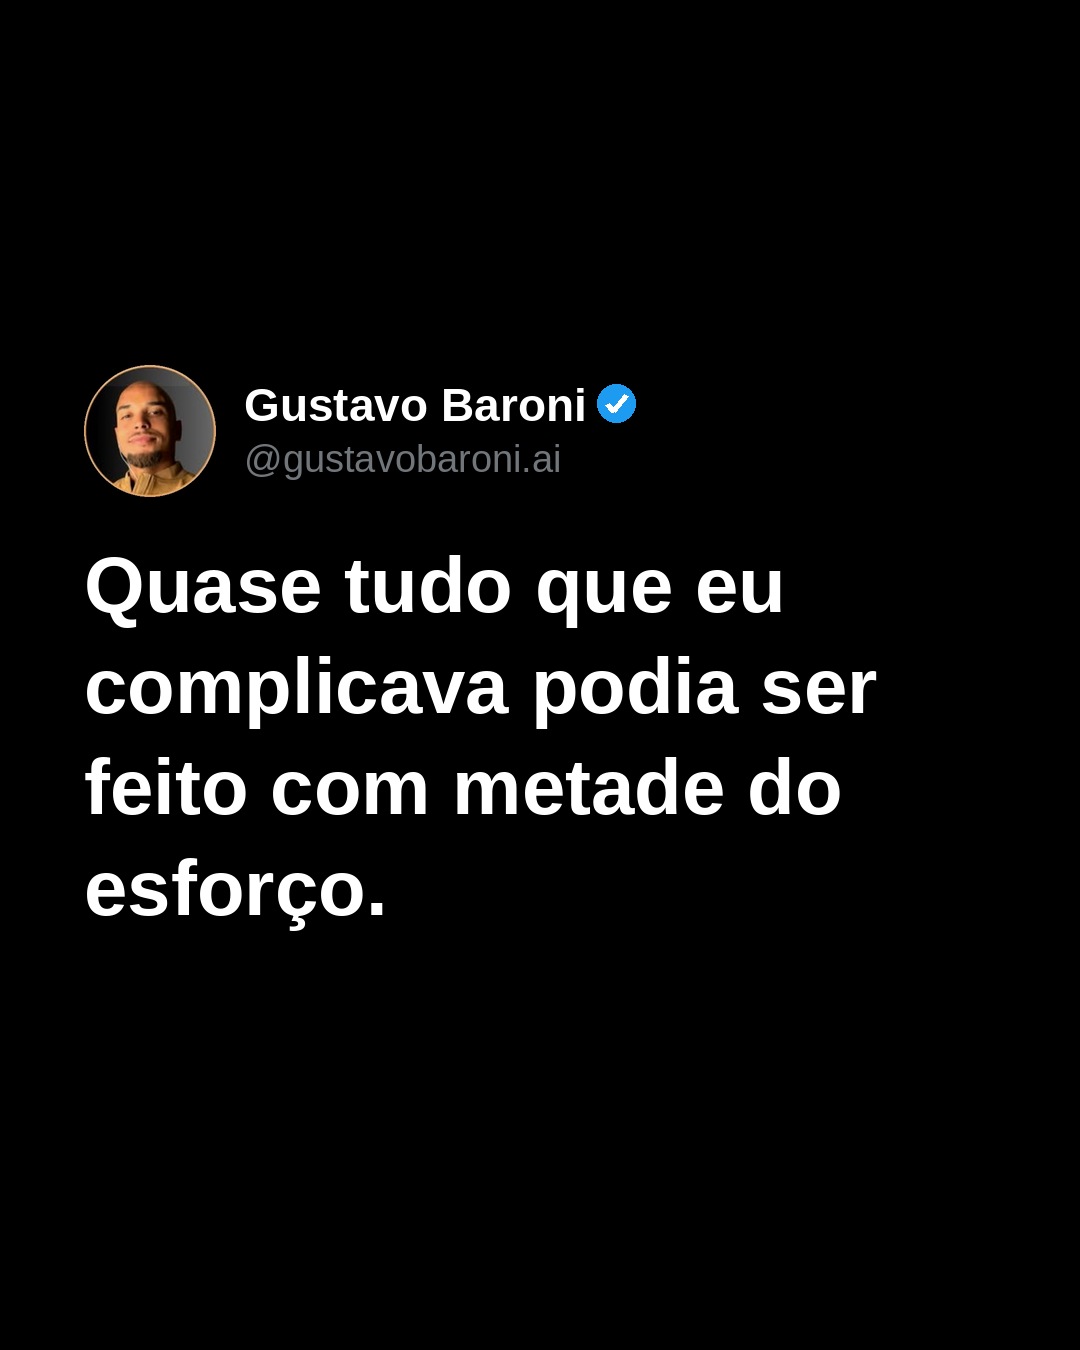 Gustavo Baroni
@gustavobaroni.ai
Quase tudo que eu
complicava podia ser
feito com metade do
esforço.